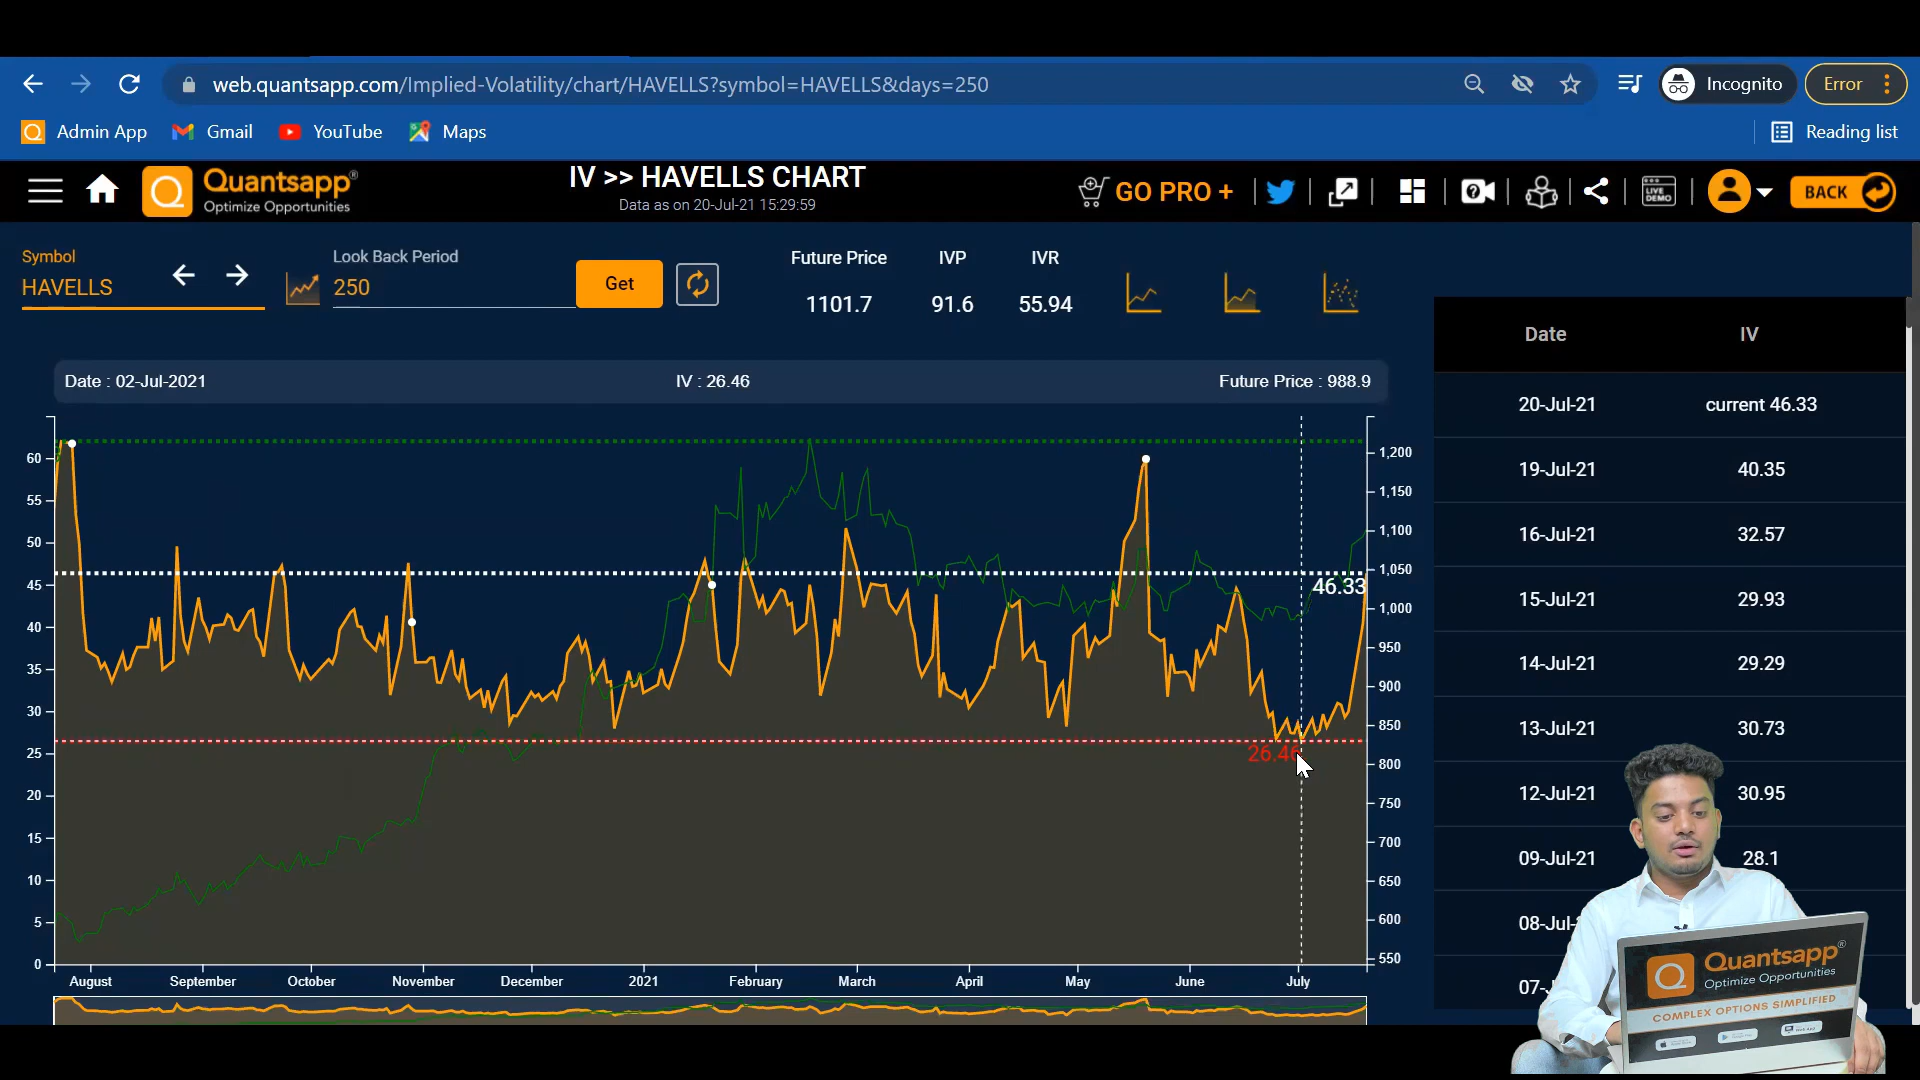 web.quantsapp.com/Implied-Volatility/chart/HAVELLS?symbol=HAVELLS&days=250
Incognito
Error
Admin App
Gmail
YouTube
Maps
Reading list
Quantsapp®
Optimize Opportunities
IV >> HAVELLS CHART
Data as on 20-Jul-21 15:29:59
GO PRO +
LIVE DEMO
BACK
Symbol
HAVELLS
Look Back Period
250
Get
Future Price
1101.7
IVP
91.6
IVR
55.94
Date : 02-Jul-2021
IV : 26.46
Future Price : 988.9
60
55
50
45
40
35
30
25
20
15
10
5
0
46.33
26.46
1,200
1,150
1,100
1,050
1,000
950
900
850
800
750
700
650
600
550
August
September
October
November
December
2021
February
March
April
May
June
July
Date IV
20-Jul-21 current 46.33
19-Jul-21 40.35
16-Jul-21 32.57
15-Jul-21 29.93
14-Jul-21 29.29
13-Jul-21 30.73
12-Jul-21 30.95
09-Jul-21 28.1
08-Jul-
07-
Quantsapp®
Optimize Opportunities
COMPLEX OPTIONS SIMPLIFIED